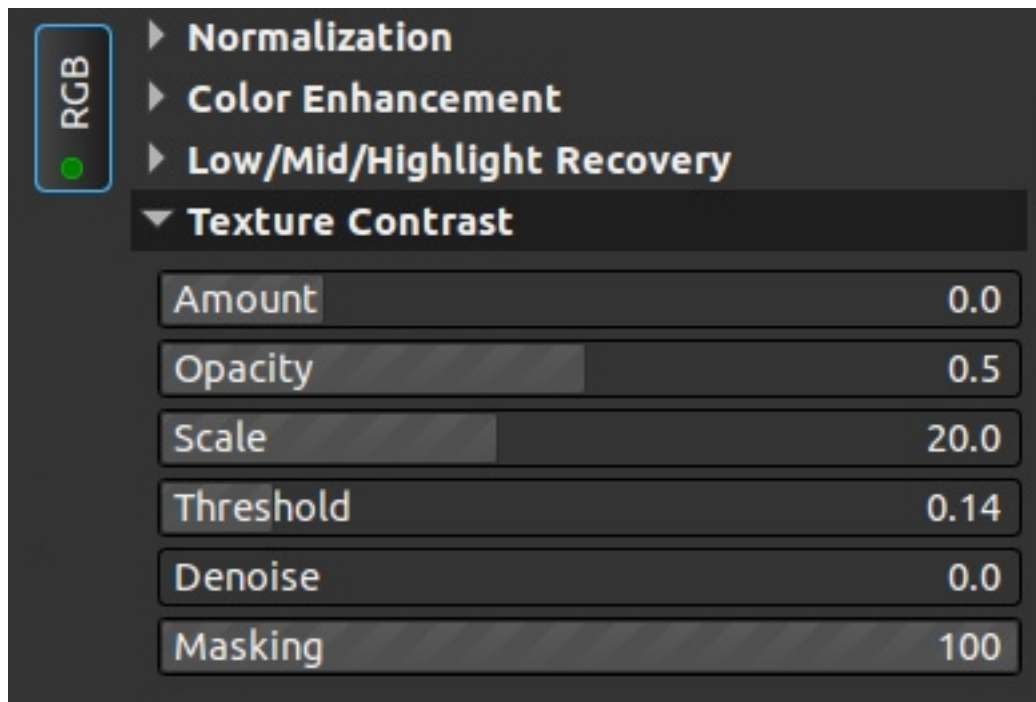 RGB
Normalization
Color Enhancement
Low/Mid/Highlight Recovery
Texture Contrast
Amount 0.0
Opacity 0.5
Scale 20.0
Threshold 0.14
Denoise 0.0
Masking 100